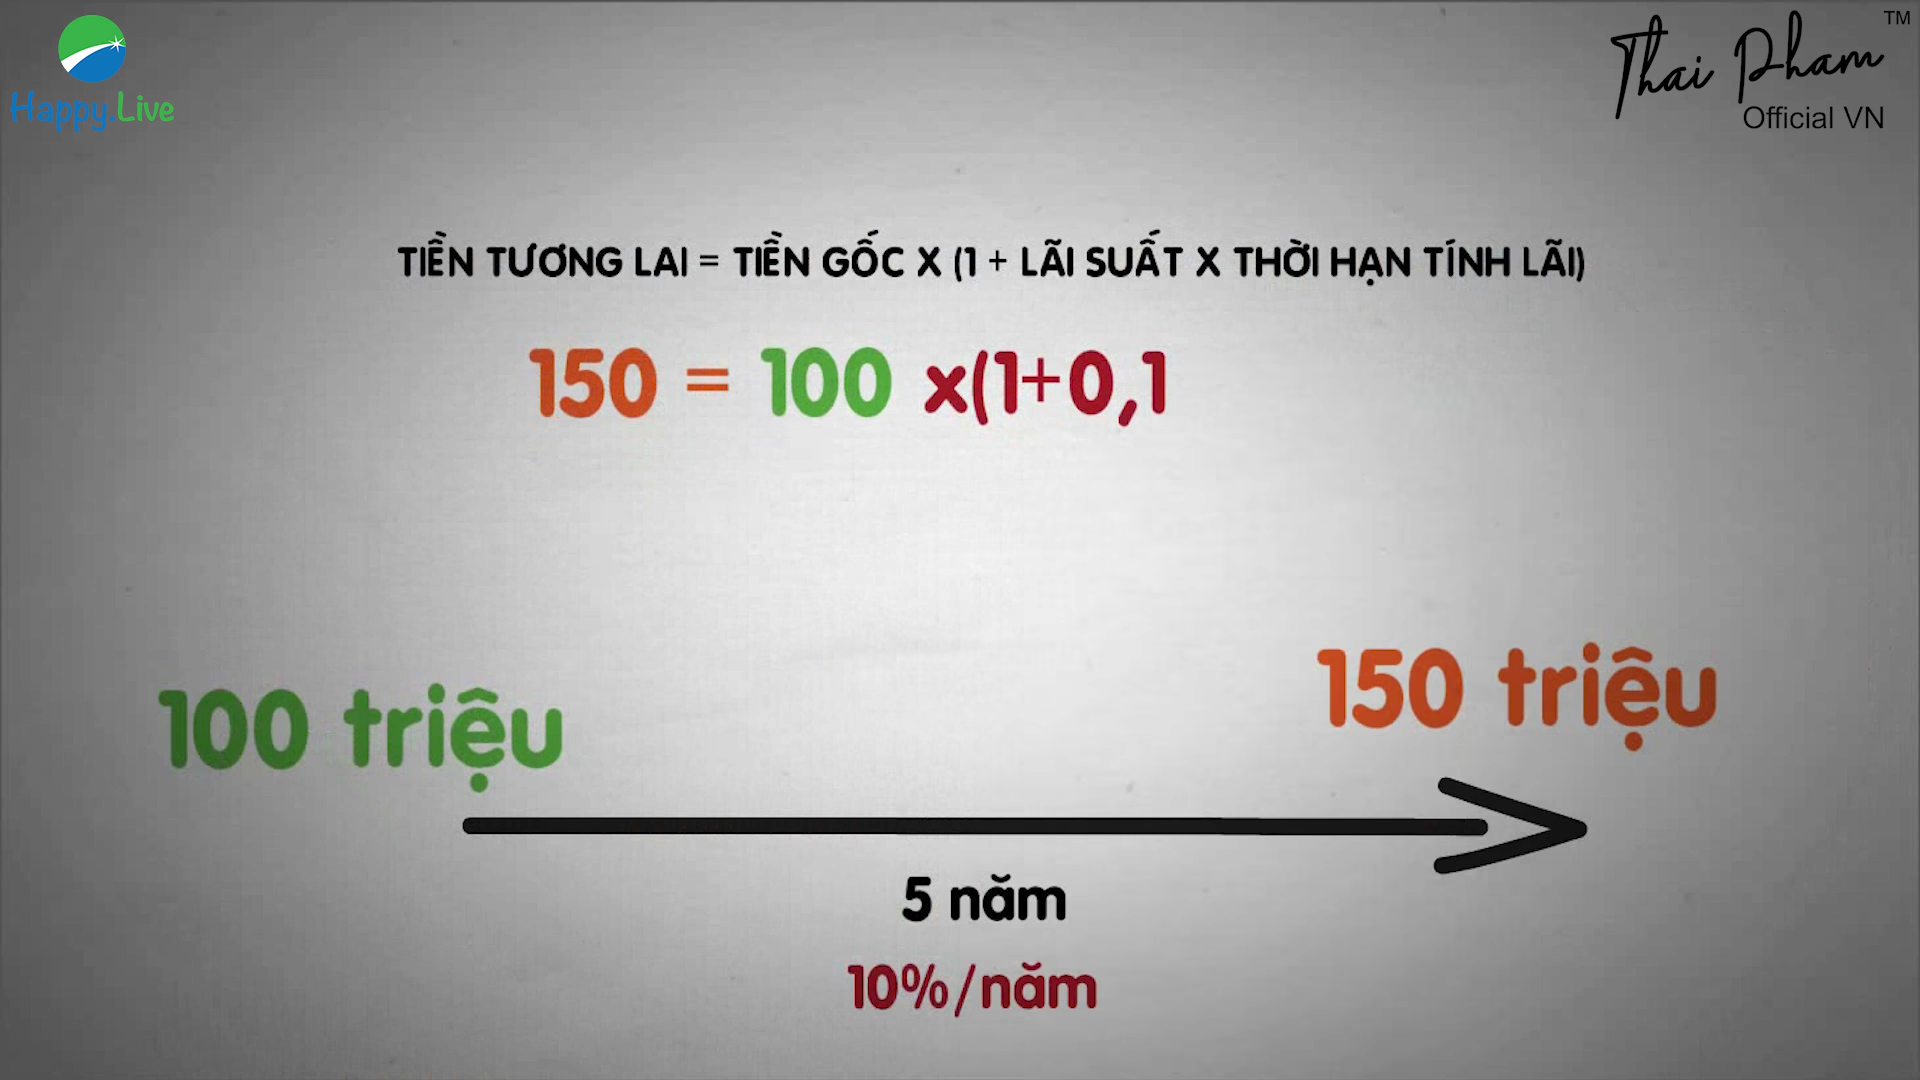 Happy.Live
Thai Pham TM
Official VN
TIỀN TƯƠNG LAI = TIỀN GỐC X (1 + LÃI SUẤT X THỜI HẠN TÍNH LÃI)
150 = 100 x(1+0,1
100 triệu
150 triệu
5 năm
10%/năm